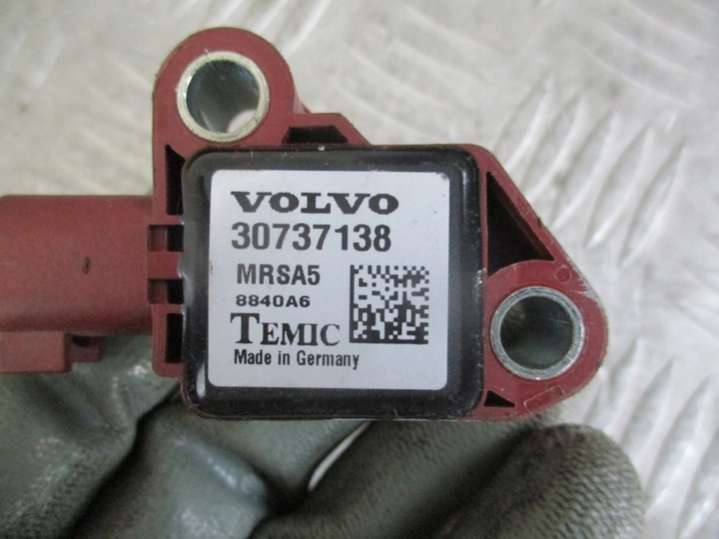 VOLVO
30737138
MRSA5
8840A6
TEMIC
Made in Germany